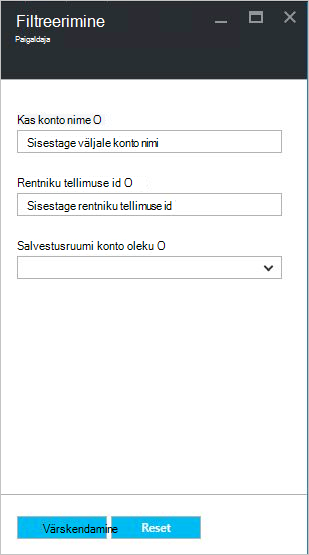 Filtreerimine
Paigaldaja
Kas konto nime O
Sisestage väljale konto nimi
Rentniku tellimuse id O
Sisestage rentniku tellimuse id
Salvestusruumi konto oleku O
Värskendamine Reset